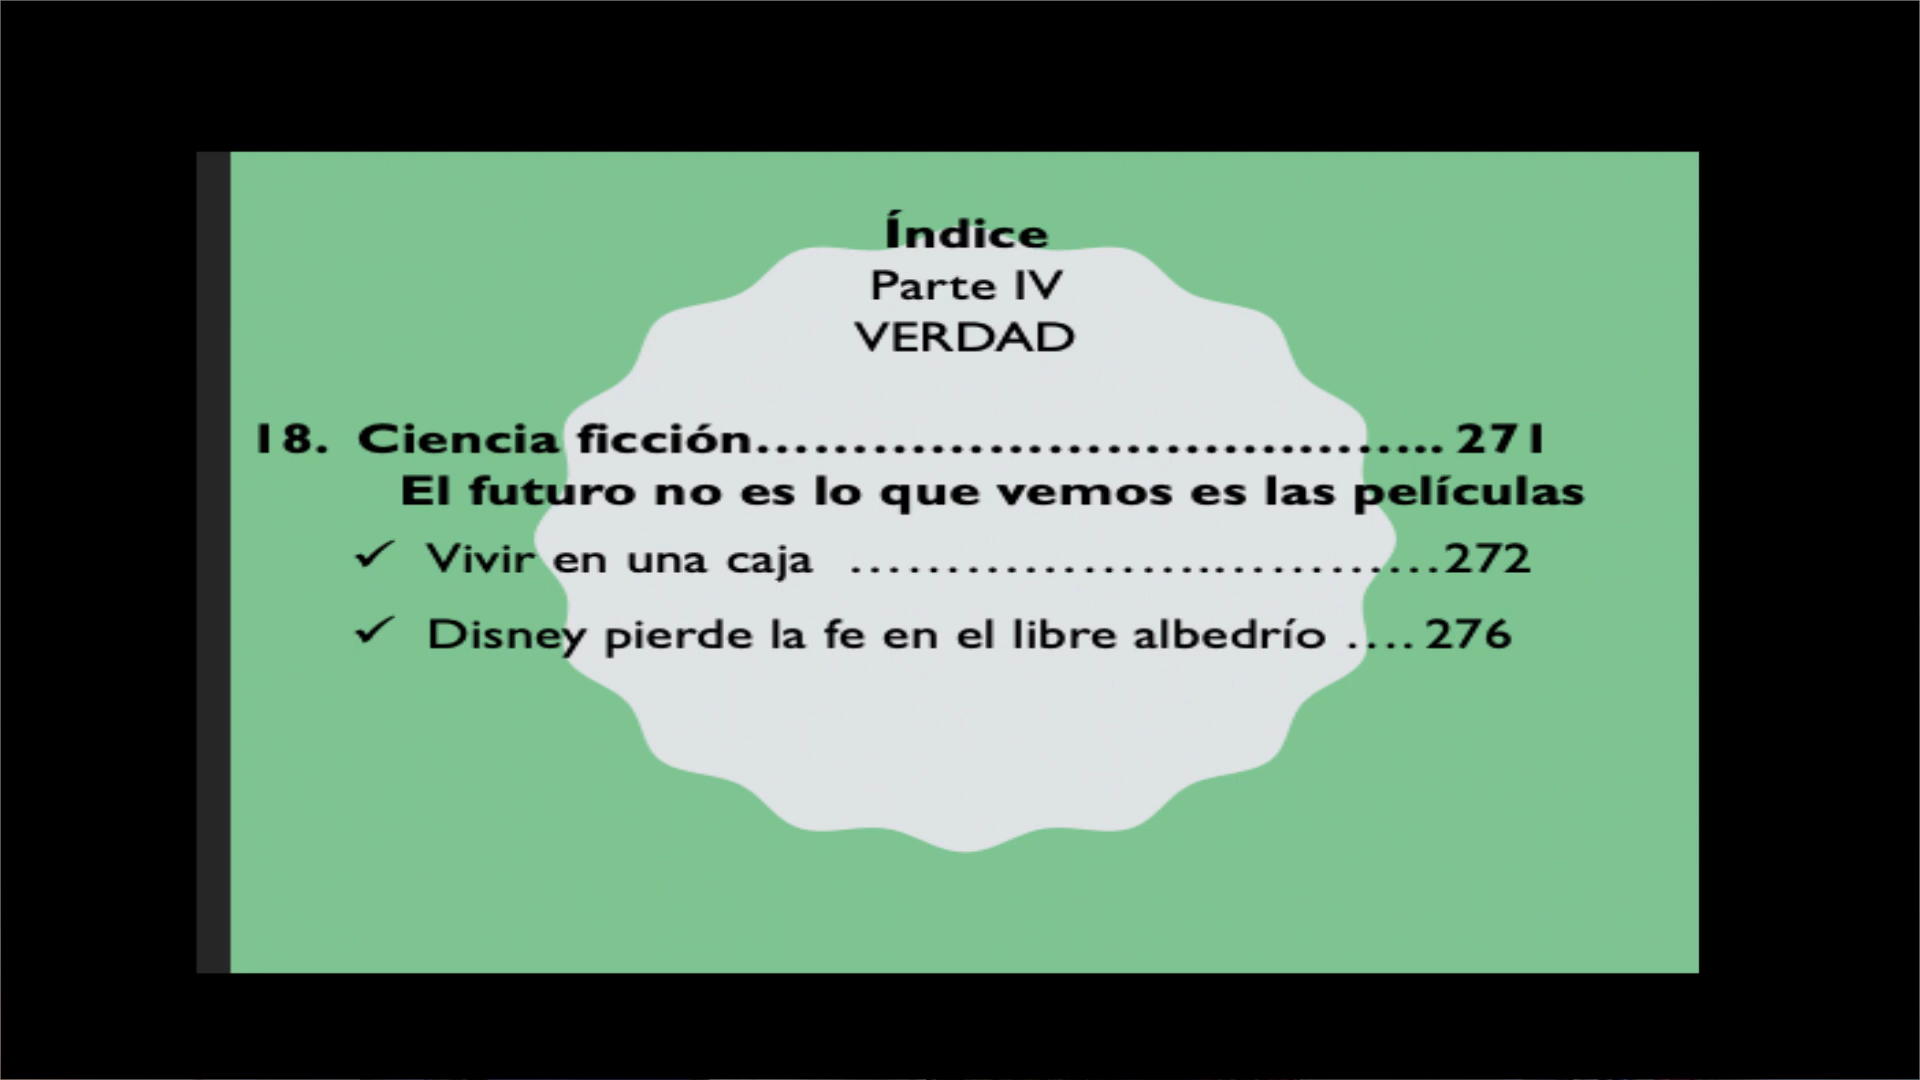 Índice
Parte IV
VERDAD
18. Ciencia ficción……………………………….. 271
El futuro no es lo que vemos es las películas
✓ Vivir en una caja ………………..…………272
✓ Disney pierde la fe en el libre albedrío …. 276